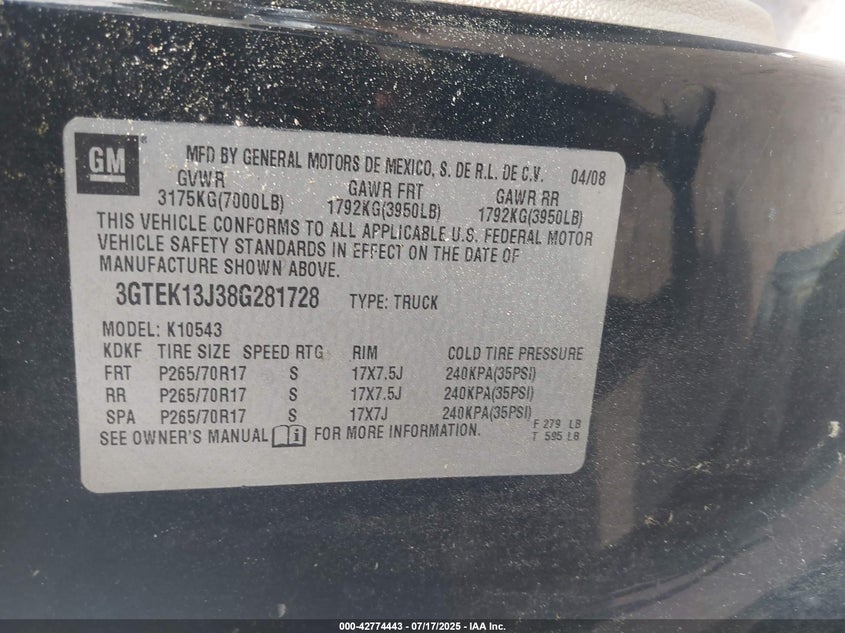 GM
MFD BY GENERAL MOTORS DE MEXICO, S. DE R.L. DE C.V. 04/08
GVWR GAWR FRT GAWR RR
3175KG(7000LB) 1792KG(3950LB) 1792KG(3950LB)
THIS VEHICLE CONFORMS TO ALL APPLICABLE U.S. FEDERAL MOTOR
VEHICLE SAFETY STANDARDS IN EFFECT ON THE DATE OF
MANUFACTURE SHOWN ABOVE.
3GTEK13J38G281728 TYPE: TRUCK
MODEL: K10543
KDKF TIRE SIZE SPEED RTG RIM COLD TIRE PRESSURE
FRT P265/70R17 S 17X7.5J 240KPA(35PSI)
RR P265/70R17 S 17X7.5J 240KPA(35PSI)
SPA P265/70R17 S 17X7J 240KPA(35PSI)
F 279 LB
SEE OWNER'S MANUAL FOR MORE INFORMATION. T 595 LB
000-42774443 - 07/17/2025 - IAA Inc.